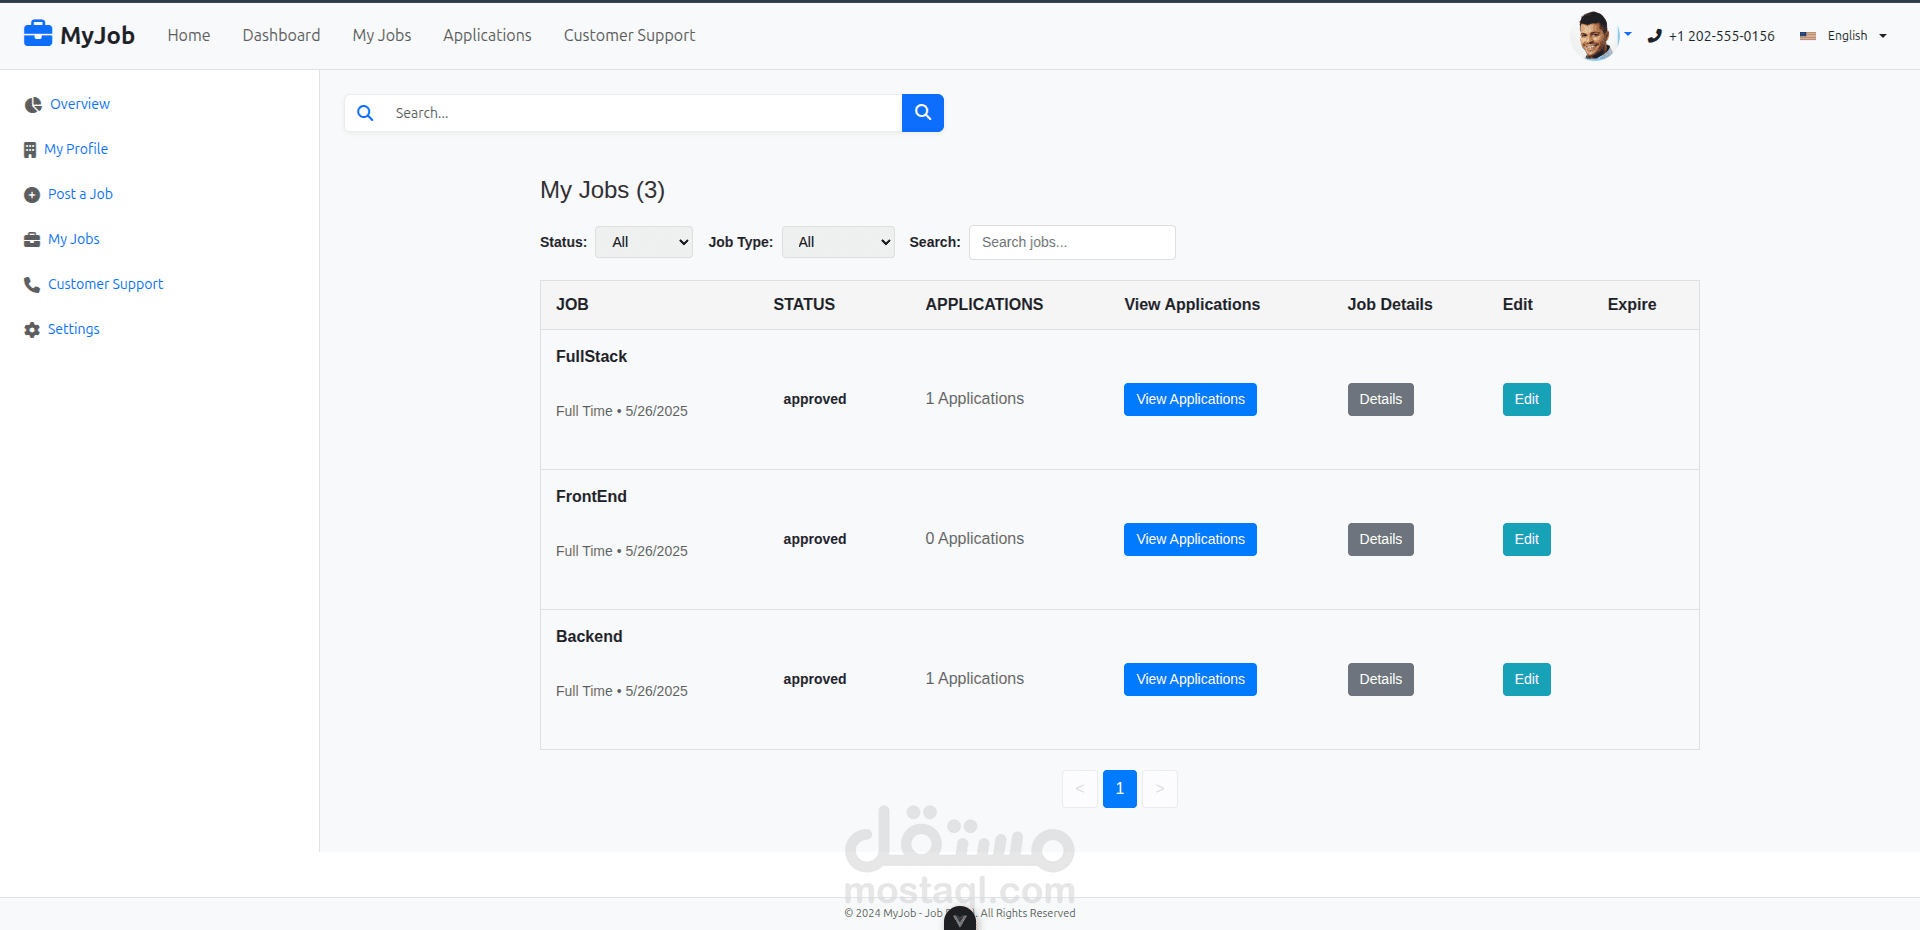 MyJob Home Dashboard My Jobs Applications Customer Support +1 202-555-0156 English
Overview
My Profile
Post a Job
My Jobs
Customer Support
Settings
Search...
My Jobs (3)
Status: All Job Type: All Search: Search jobs...
JOB STATUS APPLICATIONS View Applications Job Details Edit Expire
FullStack
Full Time • 5/26/2025 approved 1 Applications View Applications Details Edit
FrontEnd
Full Time • 5/26/2025 approved 0 Applications View Applications Details Edit
Backend
Full Time • 5/26/2025 approved 1 Applications View Applications Details Edit
< 1 >
مستقل
mostaql.com
© 2024 MyJob - Job All Rights Reserved